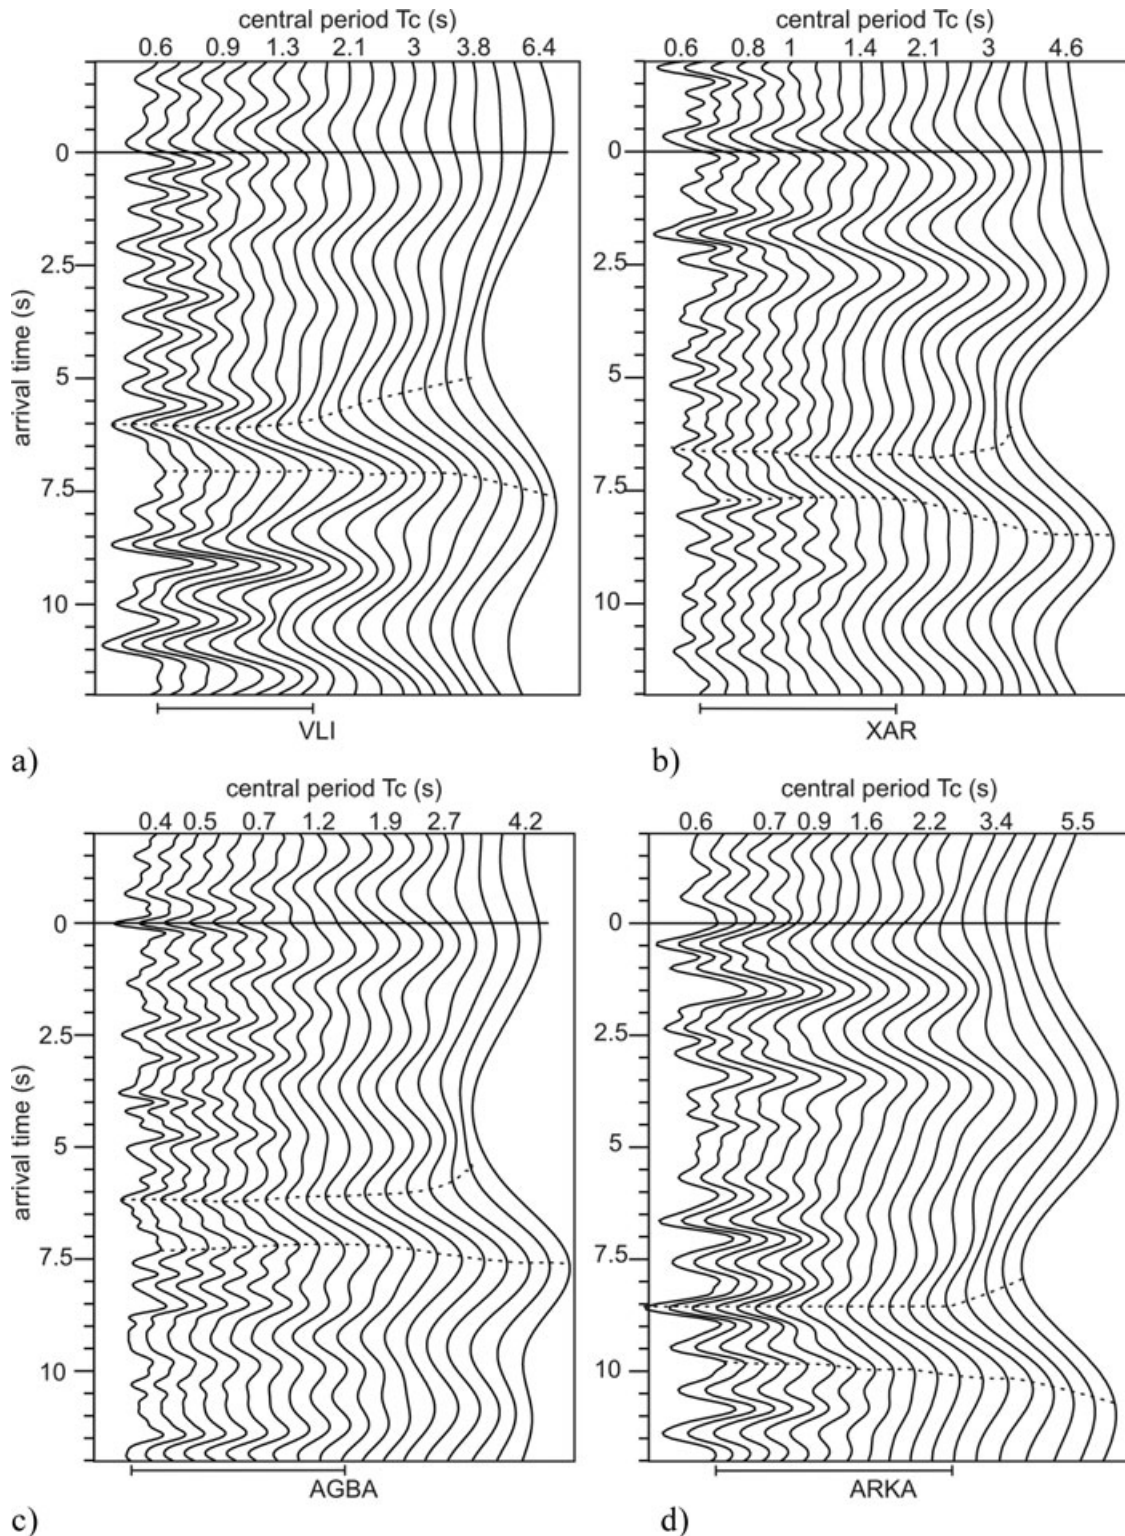 central period Tc (s)
0.6 0.9 1.3 2.1 3 3.8 6.4
arrival time (s)
0
2.5
5
7.5
10
VLI
a)
central period Tc (s)
0.6 0.8 1 1.4 2.1 3 4.6
0
2.5
5
7.5
10
XAR
b)
central period Tc (s)
0.4 0.5 0.7 1.2 1.9 2.7 4.2
arrival time (s)
0
2.5
5
7.5
10
AGBA
c)
central period Tc (s)
0.6 0.7 0.9 1.6 2.2 3.4 5.5
0
2.5
5
7.5
10
ARKA
d)